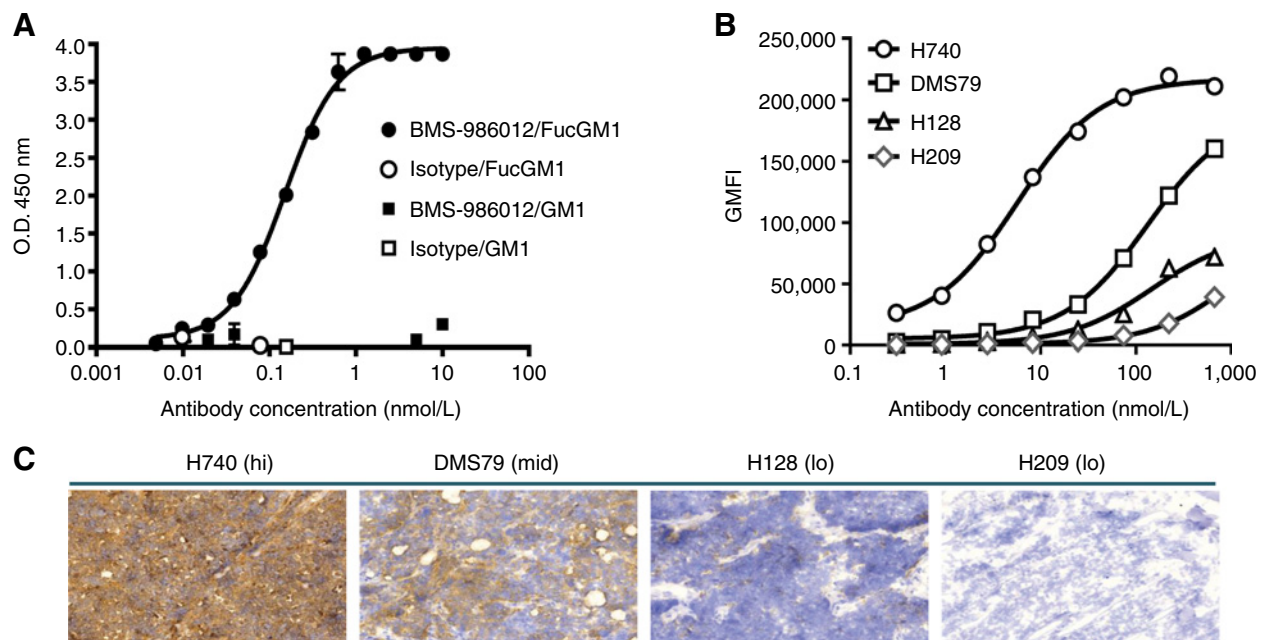 A
4.0
3.5
3.0
2.5
2.0
1.5
1.0
0.5
0.0
0.001
0.01
0.1
1
10
100
O.D. 450 nm
Antibody concentration (nmol/L)
BMS-986012/FucGM1
Isotype/FucGM1
BMS-986012/GM1
Isotype/GM1
B
250,000
200,000
150,000
100,000
50,000
0
0.1
1
10
100
1,000
GMFI
Antibody concentration (nmol/L)
H740
DMS79
H128
H209
C
H740 (hi)
DMS79 (mid)
H128 (lo)
H209 (lo)